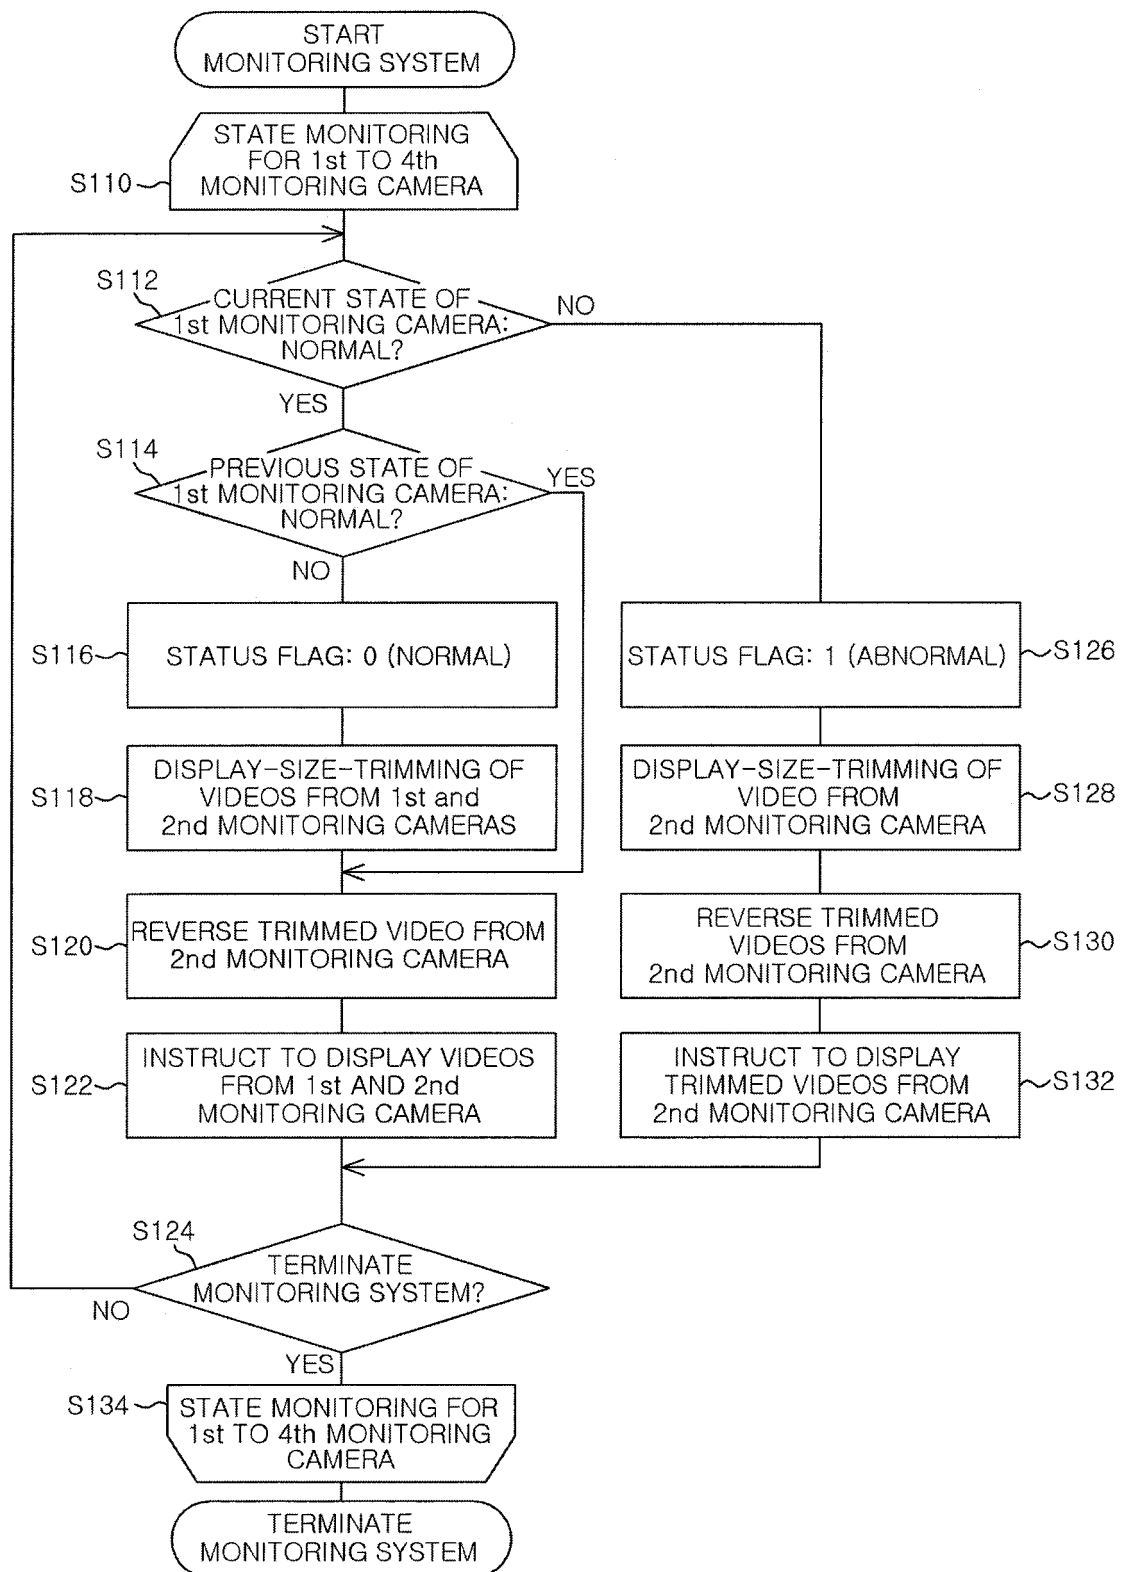 START
MONITORING SYSTEM
STATE MONITORING
FOR 1st TO 4th
MONITORING CAMERA
S110
S112
CURRENT STATE OF
1st MONITORING CAMERA:
NORMAL?
NO
YES
S114
PREVIOUS STATE OF
1st MONITORING CAMERA:
NORMAL?
YES
NO
S116
STATUS FLAG: 0 (NORMAL)
STATUS FLAG: 1 (ABNORMAL)
S126
S118
DISPLAY-SIZE-TRIMMING OF
VIDEOS FROM 1st and
2nd MONITORING CAMERAS
DISPLAY-SIZE-TRIMMING OF
VIDEO FROM
2nd MONITORING CAMERA
S128
S120
REVERSE TRIMMED VIDEO FROM
2nd MONITORING CAMERA
REVERSE TRIMMED
VIDEOS FROM
2nd MONITORING CAMERA
S130
S122
INSTRUCT TO DISPLAY VIDEOS
FROM 1st AND 2nd
MONITORING CAMERA
INSTRUCT TO DISPLAY
TRIMMED VIDEOS FROM
2nd MONITORING CAMERA
S132
S124
TERMINATE
MONITORING SYSTEM?
NO
YES
S134
STATE MONITORING FOR
1st TO 4th MONITORING
CAMERA
TERMINATE
MONITORING SYSTEM